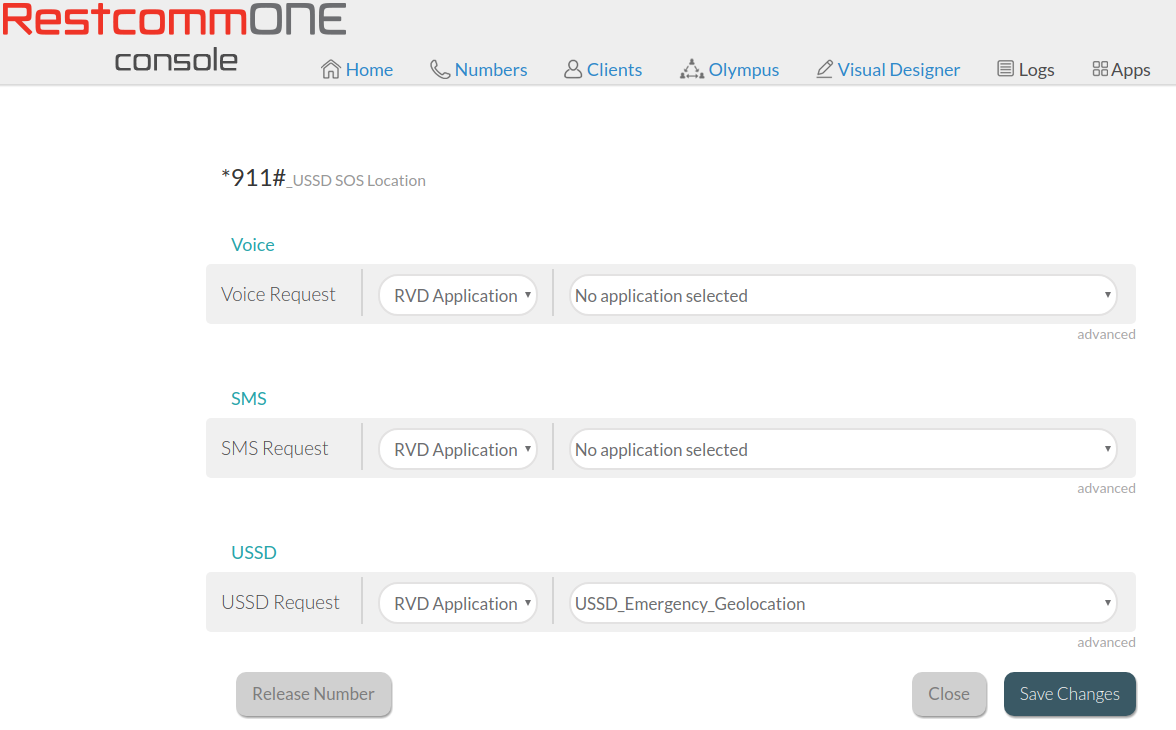 RestcommONE
console
Home Numbers Clients Olympus Visual Designer Logs Apps
*911#_USSD SOS Location
Voice
Voice Request RVD Application No application selected
advanced
SMS
SMS Request RVD Application No application selected
advanced
USSD
USSD Request RVD Application USSD_Emergency_Geolocation
advanced
Release Number Close Save Changes